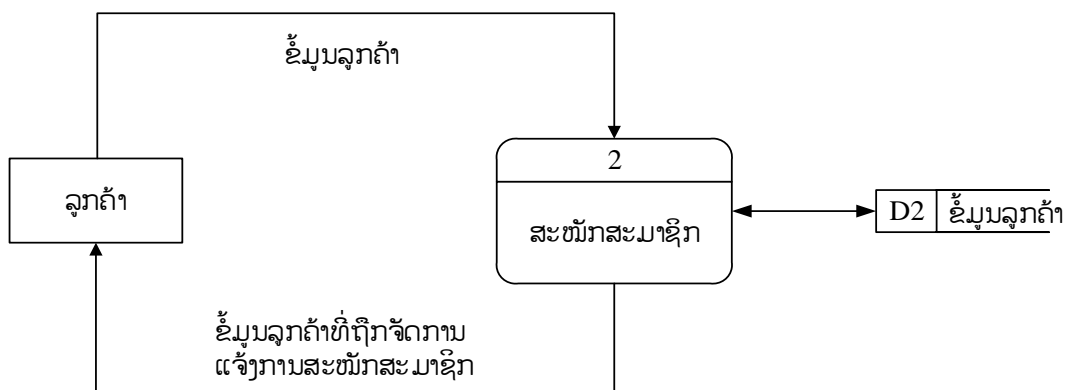 ຂໍ້ມູນລູກຄ້າ
2
ລູກຄ້າ
ສະໝັກສະມາຊິກ
D2 ຂໍ້ມູນລູກຄ້າ
ຂໍ້ມູນລູກຄ້າທີ່ຖືກຈັດການ
ແຈ້ງການສະໝັກສະມາຊິກ